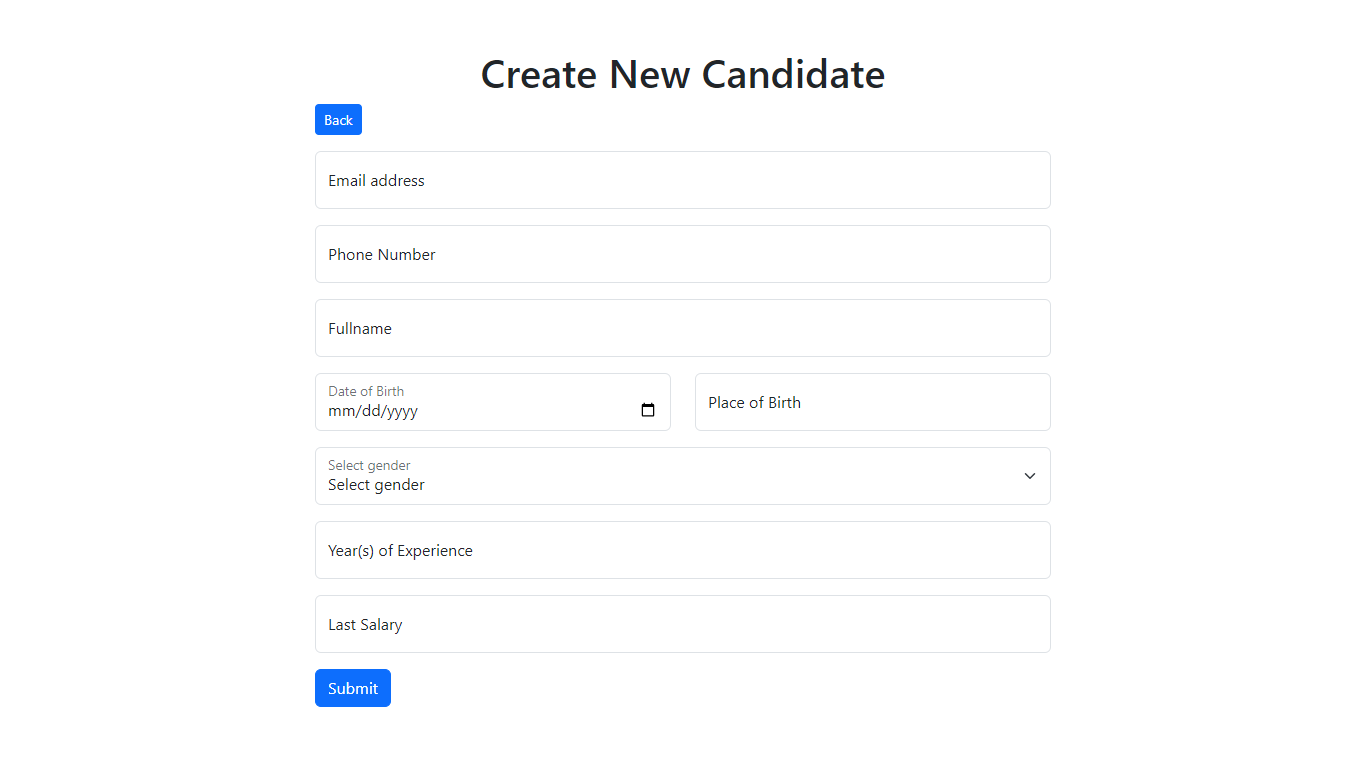 Create New Candidate
Back
Email address
Phone Number
Fullname
Date of Birth
mm/dd/yyyy
Place of Birth
Select gender
Select gender
Year(s) of Experience
Last Salary
Submit